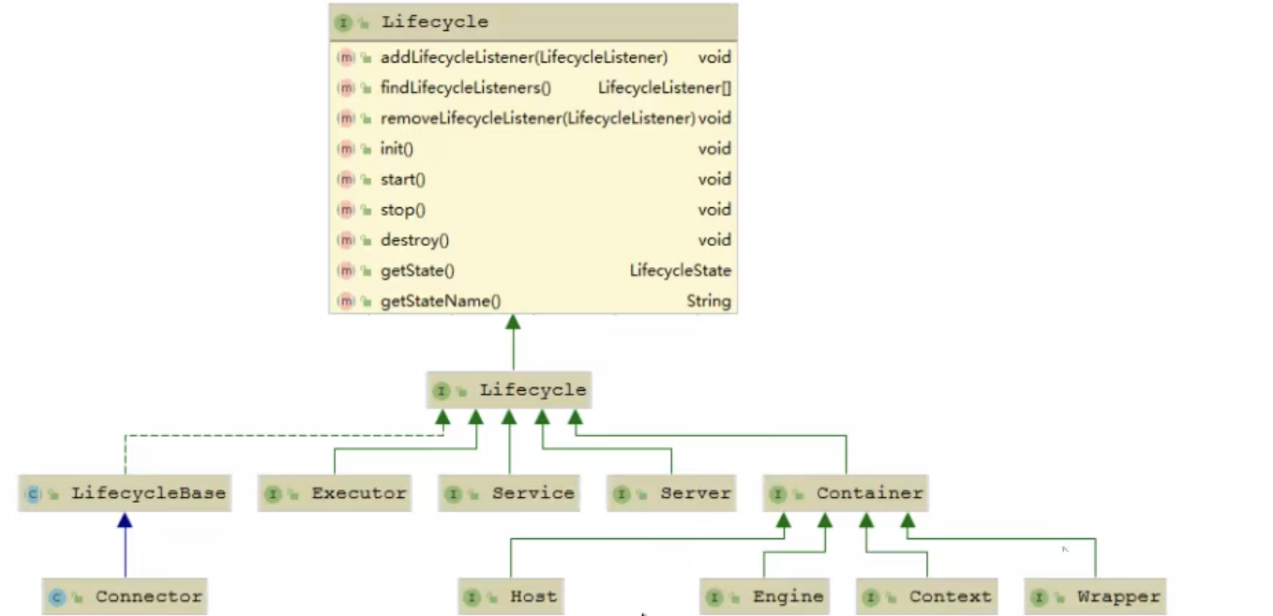 Lifecycle
addLifecycleListener(LifecycleListener) void
findLifecycleListeners() LifecycleListener[]
removeLifecycleListener(LifecycleListener) void
init() void
start() void
stop() void
destroy() void
getState() LifecycleState
getStateName() String
Lifecycle
LifecycleBase Executor Service Server Container
Connector Host Engine Context Wrapper